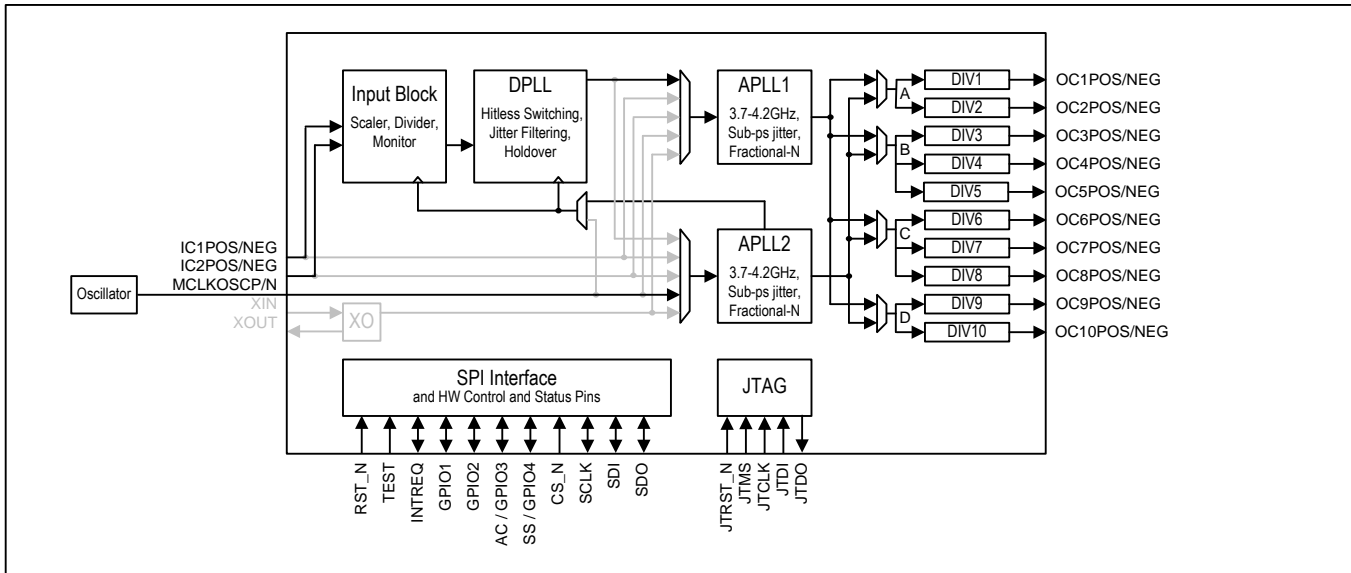 Input Block
Scaler, Divider,
Monitor
DPLL
Hitless Switching,
Jitter Filtering,
Holdover
APLL1
3.7-4.2GHz,
Sub-ps jitter,
Fractional-N
APLL2
3.7-4.2GHz,
Sub-ps jitter,
Fractional-N
A
B
C
D
DIV1
DIV2
DIV3
DIV4
DIV5
DIV6
DIV7
DIV8
DIV9
DIV10
OC1POS/NEG
OC2POS/NEG
OC3POS/NEG
OC4POS/NEG
OC5POS/NEG
OC6POS/NEG
OC7POS/NEG
OC8POS/NEG
OC9POS/NEG
OC10POS/NEG
IC1POS/NEG
IC2POS/NEG
MCLKOSCP/N
XIN
XOUT
Oscillator
XO
SPI Interface
and HW Control and Status Pins
JTAG
RST_N
TEST
INTREQ
GPIO1
GPIO2
AC / GPIO3
SS / GPIO4
CS_N
SCLK
SDI
SDO
JTRST_N
JTMS
JTCLK
JTDI
JTDO